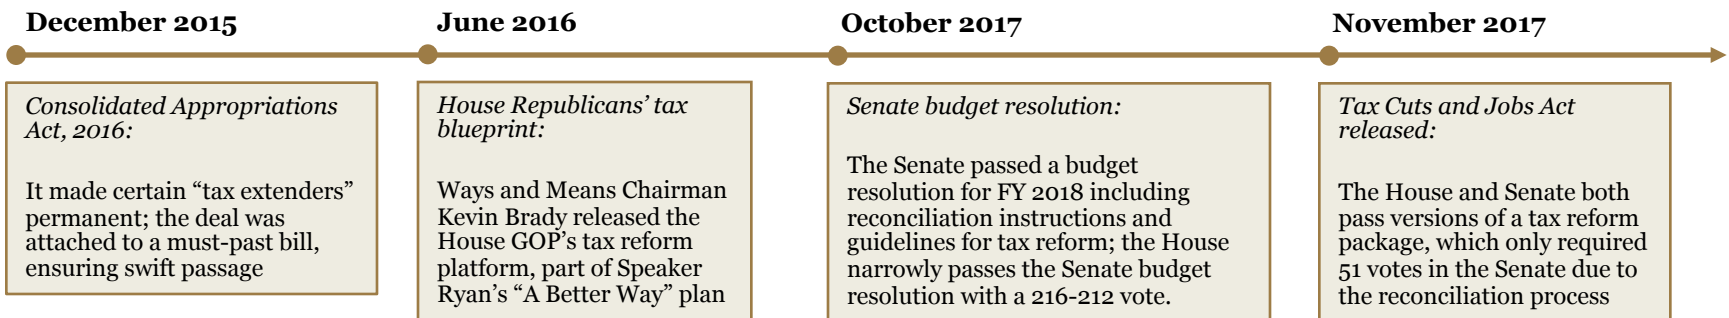 December 2015
June 2016
October 2017
November 2017
Consolidated Appropriations
Act, 2016:
It made certain “tax extenders”
permanent; the deal was
attached to a must-past bill,
ensuring swift passage
House Republicans’ tax
blueprint:
Ways and Means Chairman
Kevin Brady released the
House GOP’s tax reform
platform, part of Speaker
Ryan’s “A Better Way” plan
Senate budget resolution:
The Senate passed a budget
resolution for FY 2018 including
reconciliation instructions and
guidelines for tax reform; the House
narrowly passes the Senate budget
resolution with a 216-212 vote.
Tax Cuts and Jobs Act
released:
The House and Senate both
pass versions of a tax reform
package, which only required
51 votes in the Senate due to
the reconciliation process